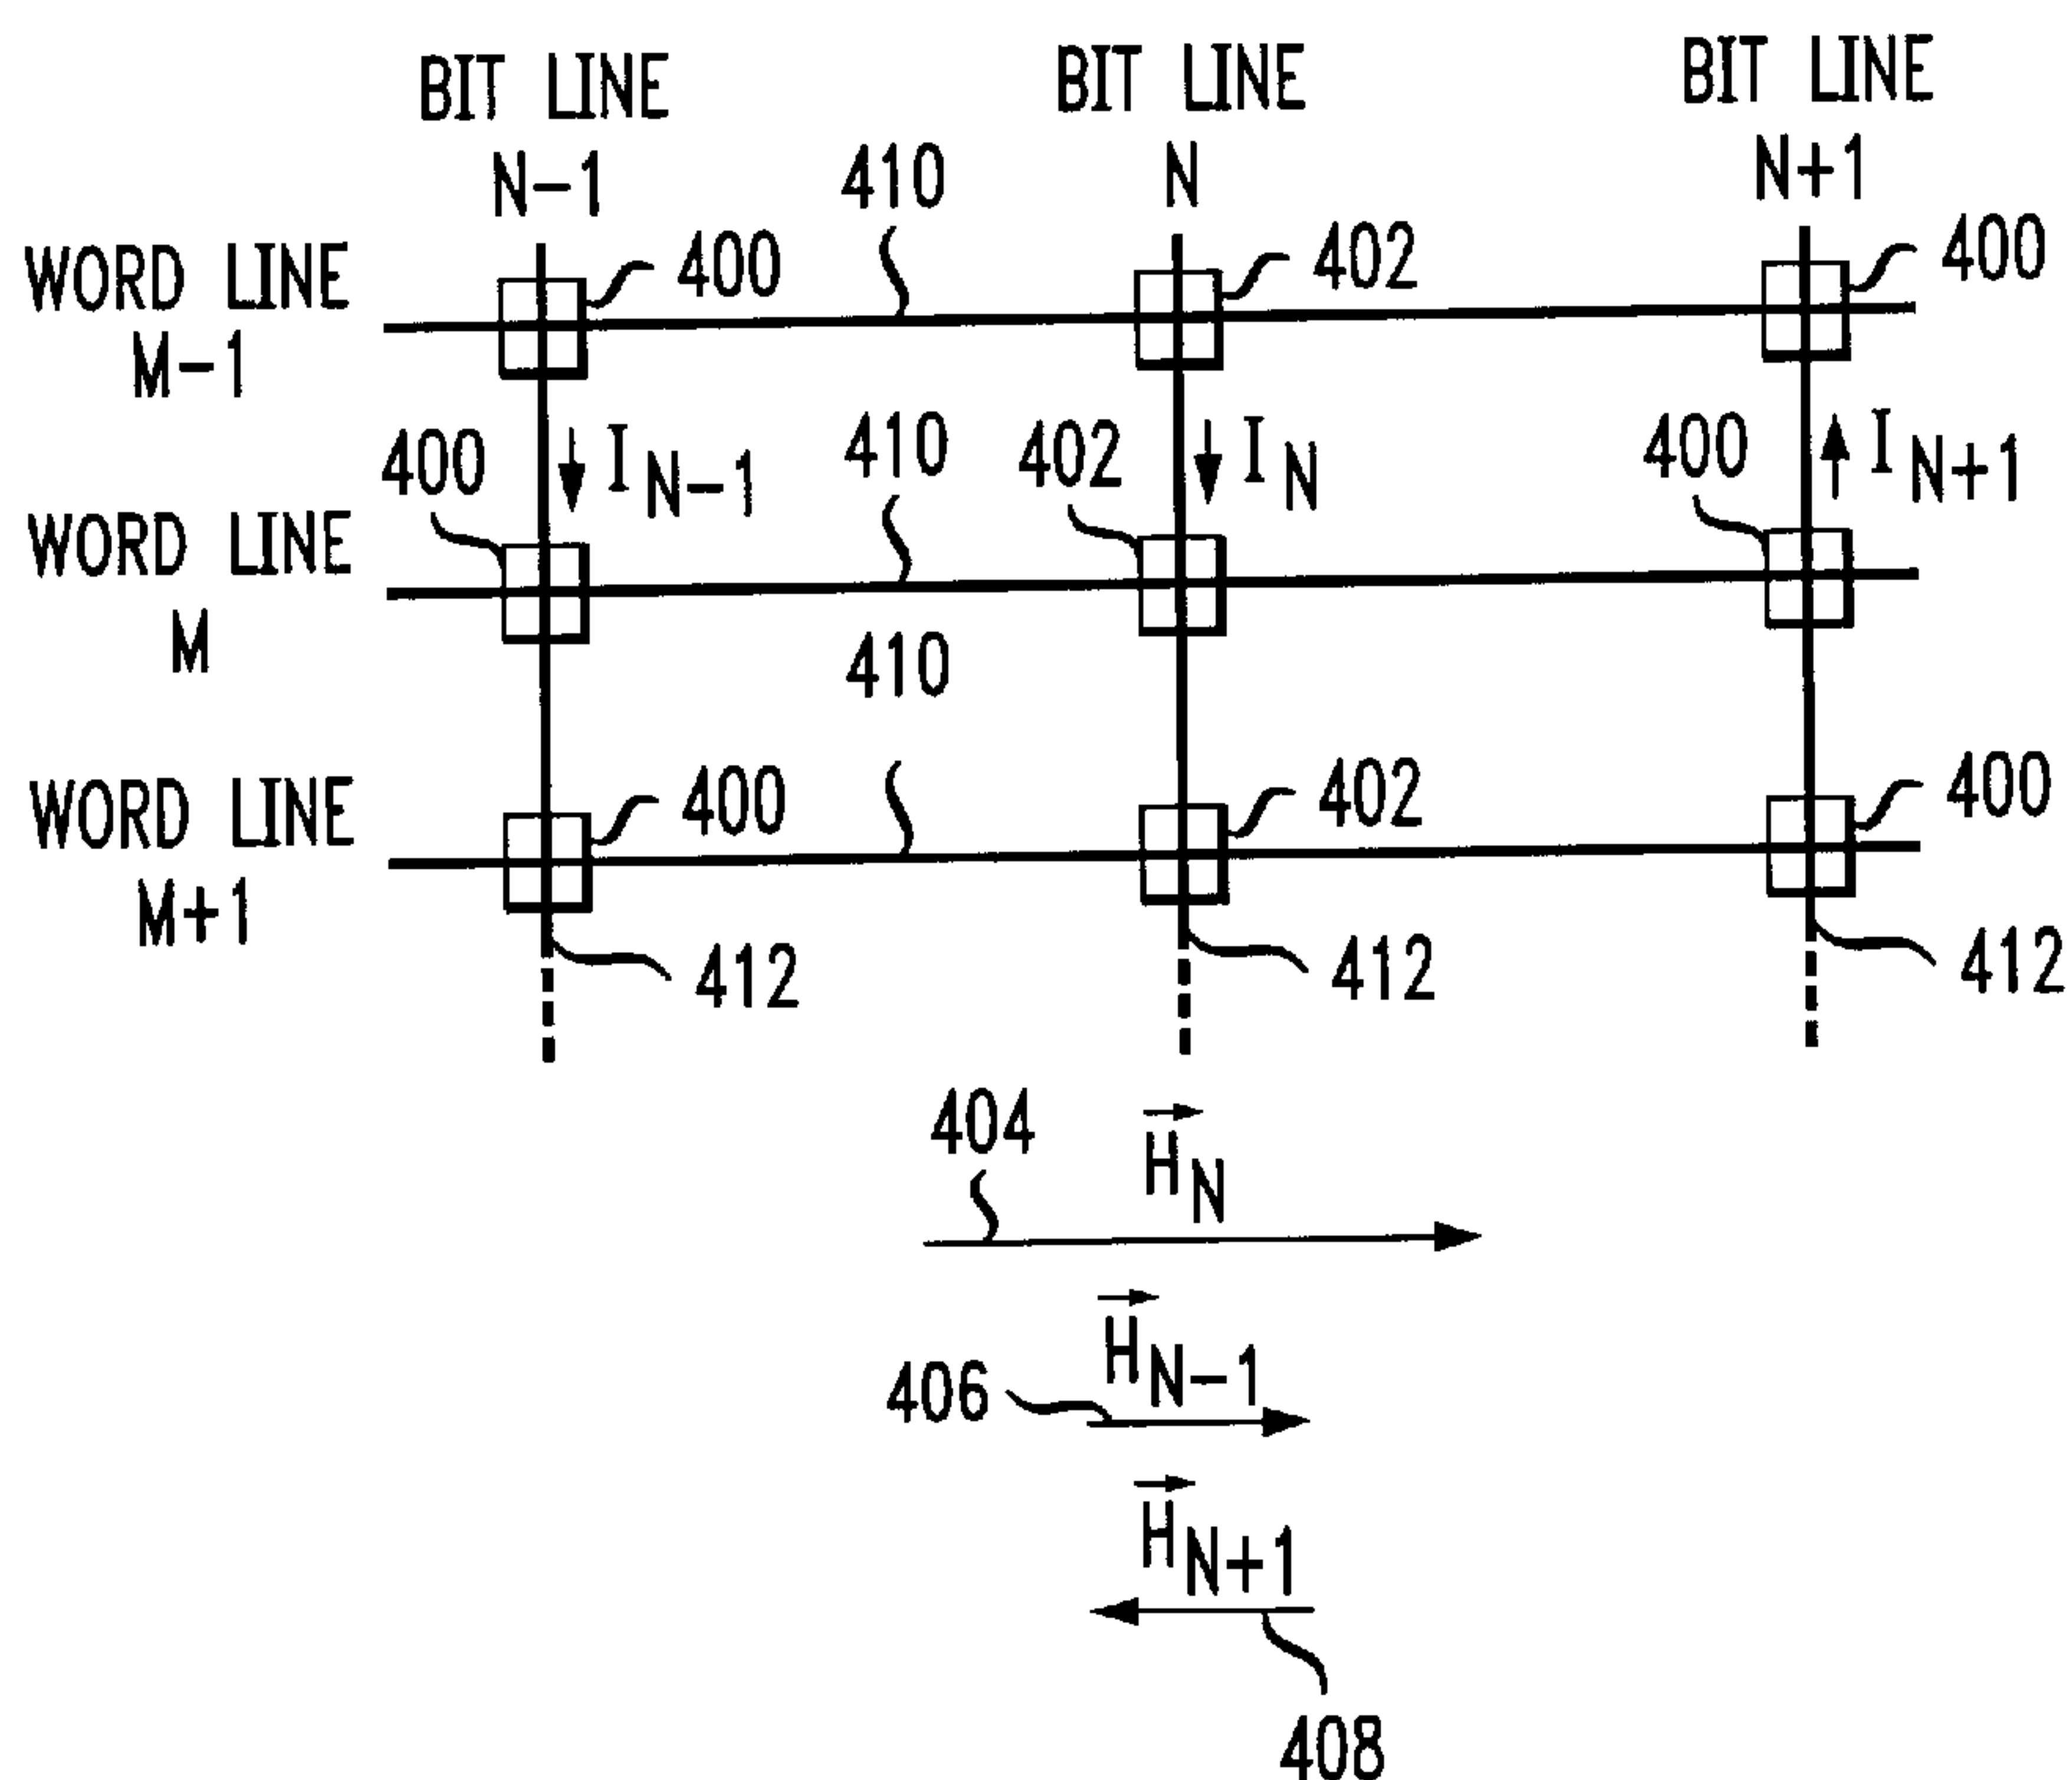 BIT LINE
N-1
BIT LINE
N
BIT LINE
N+1
410
WORD LINE
M-1
400
402
400
400
I N-1
410
402
I N
400
I N+1
WORD LINE
M
410
WORD LINE
M+1
400
402
400
412
412
412
404
H N
H N-1
406
H N+1
408